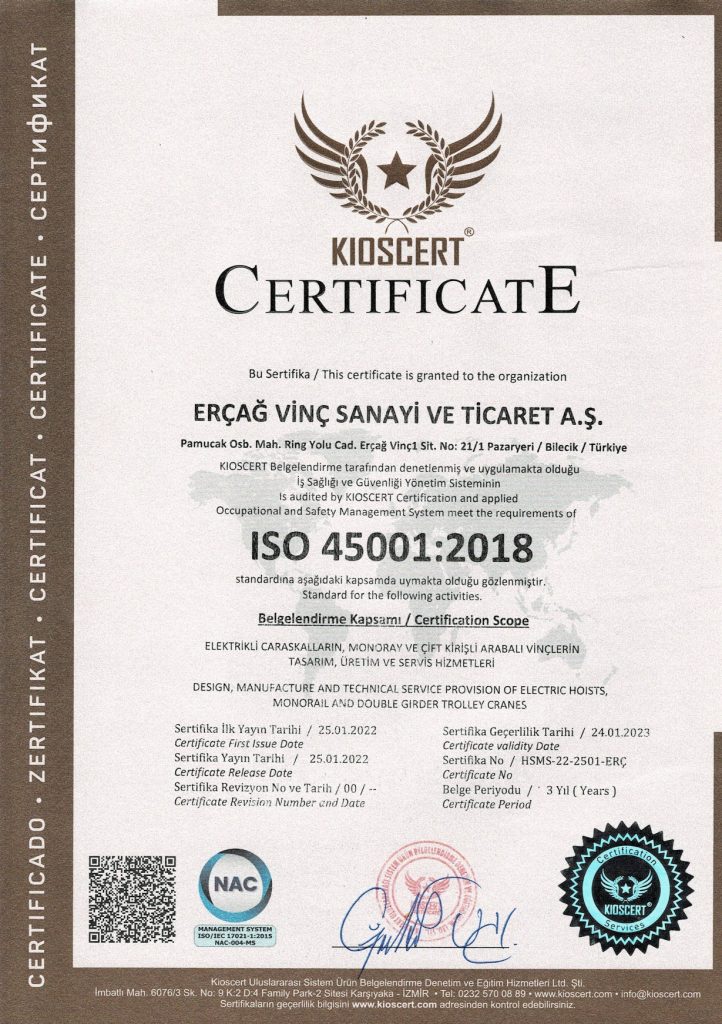 CERTIFICADO • ZERTIFIKAT • CERTIFICAT • CERTIFICATE • СЕРТИФИКАТ
KIOSCERT®
CERTIFICATE
Bu Sertifika / This certificate is granted to the organization
ERÇAĞ VİNÇ SANAYİ VE TİCARET A.Ş.
Pamucak Osb. Mah. Ring Yolu Cad. Erçağ Vinç1 Sit. No: 21/1 Pazaryeri / Bilecik / Türkiye
KIOSCERT Belgelendirme tarafından denetlenmiş ve uygulamakta olduğu
İş Sağlığı ve Güvenliği Yönetim Sisteminin
Is audited by KIOSCERT Certification and applied
Occupational and Safety Management System meet the requirements of
ISO 45001:2018
standardına aşağıdaki kapsamda uymakta olduğu gözlenmiştir.
Standard for the following activities.
Belgelendirme Kapsamı / Certification Scope
ELEKTRİKLİ CARASKALLARIN, MONORAY VE ÇİFT KİRİŞLİ ARABALI VİNÇLERİN
TASARIM, ÜRETİM VE SERVİS HİZMETLERİ
DESIGN, MANUFACTURE AND TECHNICAL SERVICE PROVISION OF ELECTRIC HOISTS,
MONORAIL AND DOUBLE GIRDER TROLLEY CRANES
Sertifika İlk Yayın Tarihi / 25.01.2022
Certificate First Issue Date
Sertifika Yayın Tarihi / 25.01.2022
Certificate Release Date
Sertifika Revizyon No ve Tarih / 00 / --
Certificate Revision Number and Date
Sertifika Geçerlilik Tarihi / 24.01.2023
Certificate validity Date
Sertifika No / HSMS-22-2501-ERÇ
Certificate No
Belge Periyodu / 3 Yıl ( Years )
Certificate Period
NAC
MANAGEMENT SYSTEM
ISO/IEC 17021-1:2015
NAC-004-MS
Certification
KIOSCERT®
Services
Kioscert Uluslararası Sistem Ürün Belgelendirme Denetim ve Eğitim Hizmetleri Ltd. Şti.
İmbatlı Mah. 6076/3 Sk. No: 9 K:2 D:4 Family Park-2 Sitesi Karşıyaka - İZMİR • Tel: 0232 570 08 89 • www.kioscert.com • info@kioscert.com
Sertifikaların geçerlilik bilgisini www.kioscert.com adresinden kontrol edebilirsiniz.